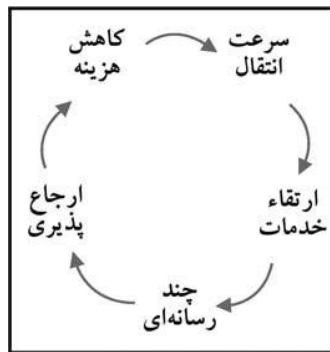 کاهش
هزینه
سرعت
انتقال
ارتقاء
خدمات
چند
رسانه‌ای
ارجاع
پذیری